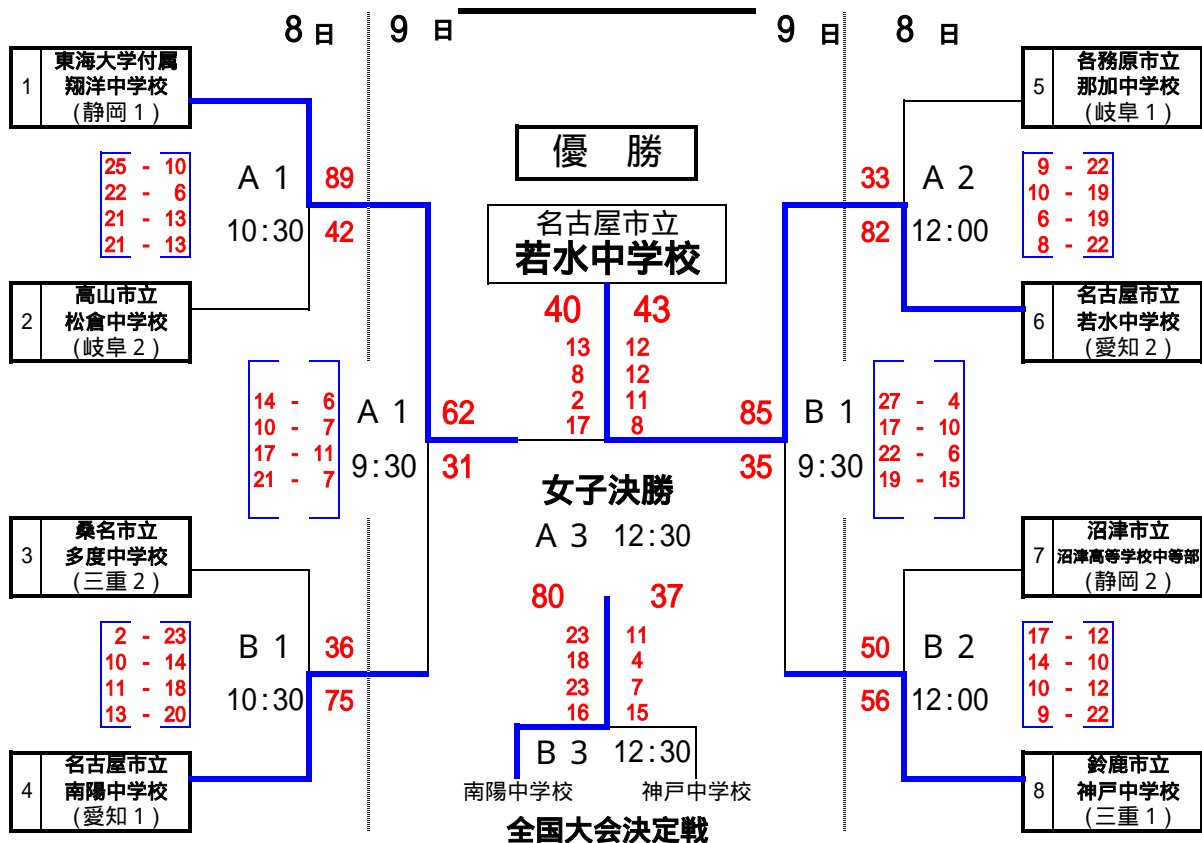 8 日
9 日
9 日
8 日
1
東海大学付属
翔洋中学校
(静岡1)
25 - 10
22 - 6
21 - 13
21 - 13
A 1
10:30
89
42
2
高山市立
松倉中学校
(岐阜2)
14 - 6
10 - 7
17 - 11
21 - 7
A 1
9:30
62
31
3
桑名市立
多度中学校
(三重2)
2 - 23
10 - 14
11 - 18
13 - 20
B 1
10:30
36
75
4
名古屋市立
南陽中学校
(愛知1)
優 勝
名古屋市立
若水中学校
40 43
13 12
8 12
2 11
17 8
女子決勝
A 3 12:30
80 37
23 11
18 4
23 7
16 15
B 3 12:30
南陽中学校 神戸中学校
全国大会決定戦
5
各務原市立
那加中学校
(岐阜1)
33
82
A 2
12:00
9 - 22
10 - 19
6 - 19
8 - 22
6
名古屋市立
若水中学校
(愛知2)
85
35
B 1
9:30
27 - 4
17 - 10
22 - 6
19 - 15
7
沼津市立
沼津高等学校中等部
(静岡2)
50
56
B 2
12:00
17 - 12
14 - 10
10 - 12
9 - 22
8
鈴鹿市立
神戸中学校
(三重1)